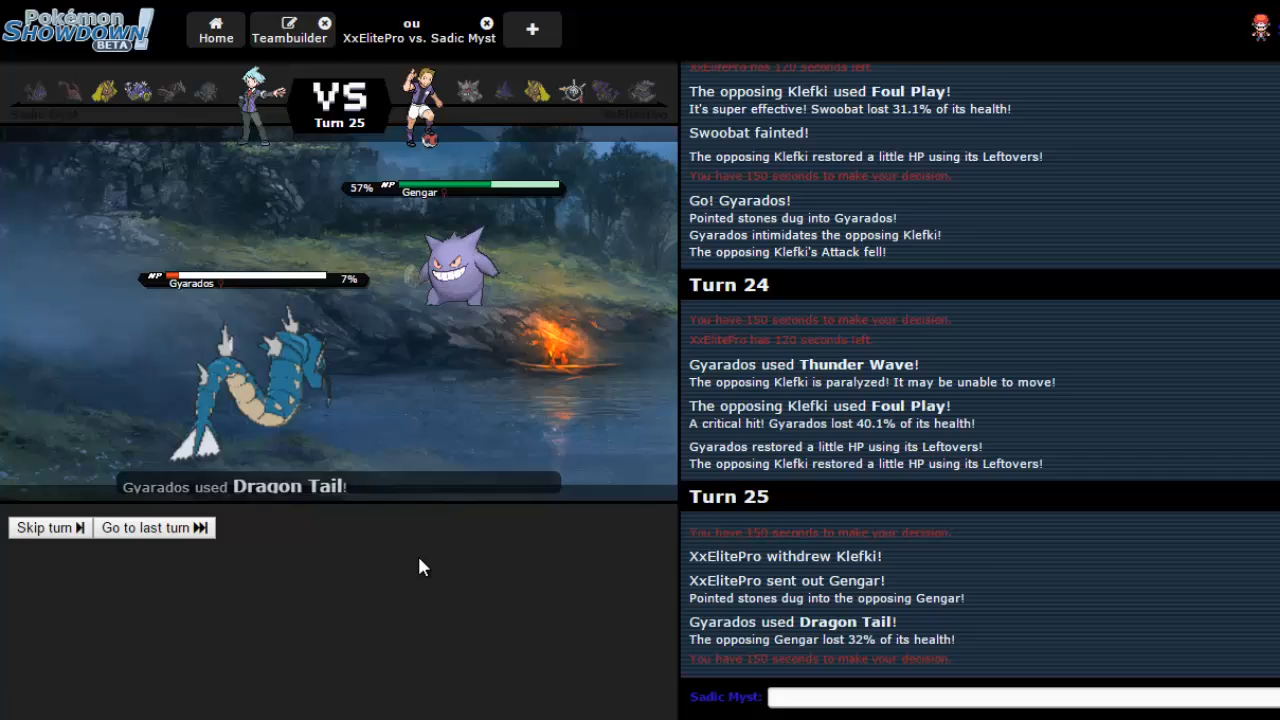 Pokémon
SHOWDOWN!
BETA
Home
Teambuilder
ou
XxElitePro vs. Sadic Myst
+
VS
Turn 25
57% NP
Gengar
NP 7%
Gyarados
Gyarados used Dragon Tail!
Skip turn
Go to last turn
XxElitePro has 120 seconds left.
The opposing Klefki used Foul Play!
It's super effective! Swoobat lost 31.1% of its health!
Swoobat fainted!
The opposing Klefki restored a little HP using its Leftovers!
You have 150 seconds to make your decision.
Go! Gyarados!
Pointed stones dug into Gyarados!
Gyarados intimidates the opposing Klefki!
The opposing Klefki's Attack fell!
Turn 24
You have 150 seconds to make your decision.
XxElitePro has 120 seconds left.
Gyarados used Thunder Wave!
The opposing Klefki is paralyzed! It may be unable to move!
The opposing Klefki used Foul Play!
A critical hit! Gyarados lost 40.1% of its health!
Gyarados restored a little HP using its Leftovers!
The opposing Klefki restored a little HP using its Leftovers!
Turn 25
You have 150 seconds to make your decision.
XxElitePro withdrew Klefki!
XxElitePro sent out Gengar!
Pointed stones dug into the opposing Gengar!
Gyarados used Dragon Tail!
The opposing Gengar lost 32% of its health!
You have 150 seconds to make your decision.
Sadic Myst: